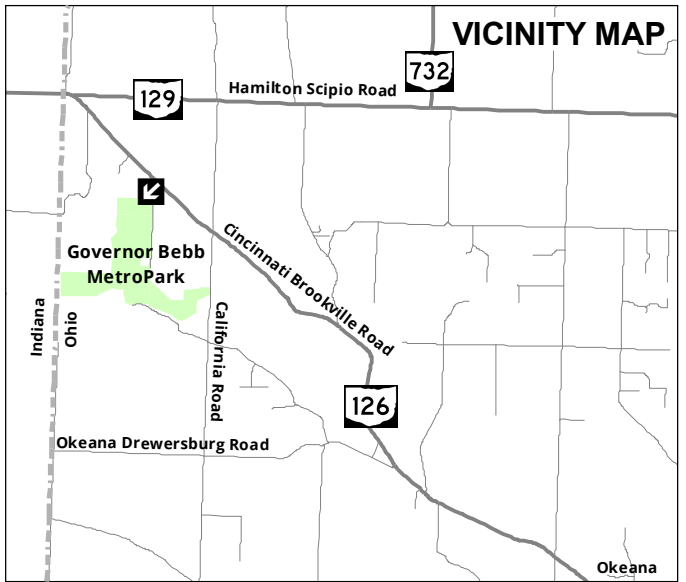 VICINITY MAP
732
Hamilton Scipio Road
129
Governor Bebb
MetroPark
Cincinnati Brookville Road
Indiana
Ohio
California Road
126
Okeana Drewersburg Road
Okeana